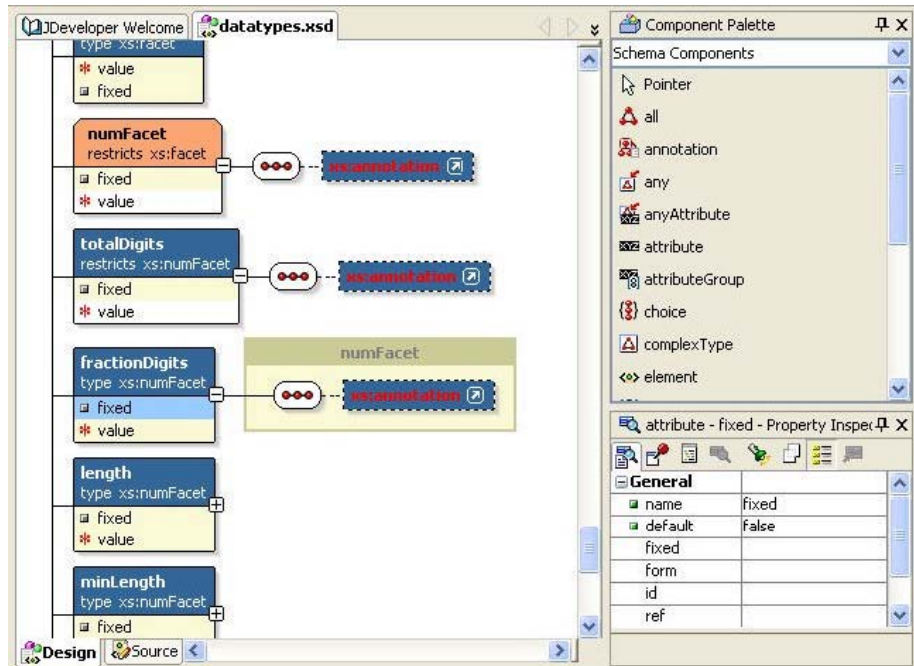 JDeveloper Welcome
datatypes.xsd
type xs:facet
value
fixed
numFacet
restricts xs:facet
fixed
value
xs:annotation
totalDigits
restricts xs:numFacet
fixed
value
xs:annotation
numFacet
fractionDigits
type xs:numFacet
fixed
value
xs:annotation
length
type xs:numFacet
fixed
value
minLength
type xs:numFacet
fixed
Design
Source
Component Palette
Schema Components
Pointer
all
annotation
any
anyAttribute
attribute
attributeGroup
choice
complexType
element
attribute - fixed - Property Inspec
General
name fixed
default false
fixed
form
id
ref